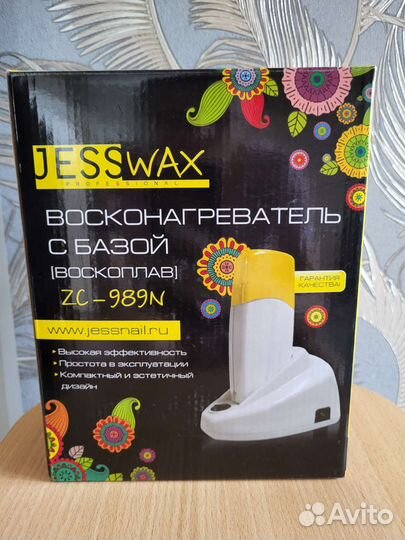 JESSWAX
PROFESSIONAL
ВОСКОНАГРЕВАТЕЛЬ
С БАЗОЙ
[ВОСКОПЛАВ]
ZC-989N
ГАРАНТИЯ
КАЧЕСТВА!
www.jessnail.ru
Высокая эффективность
Простота в эксплуатации
Компактный и эстетичный
дизайн
Avito